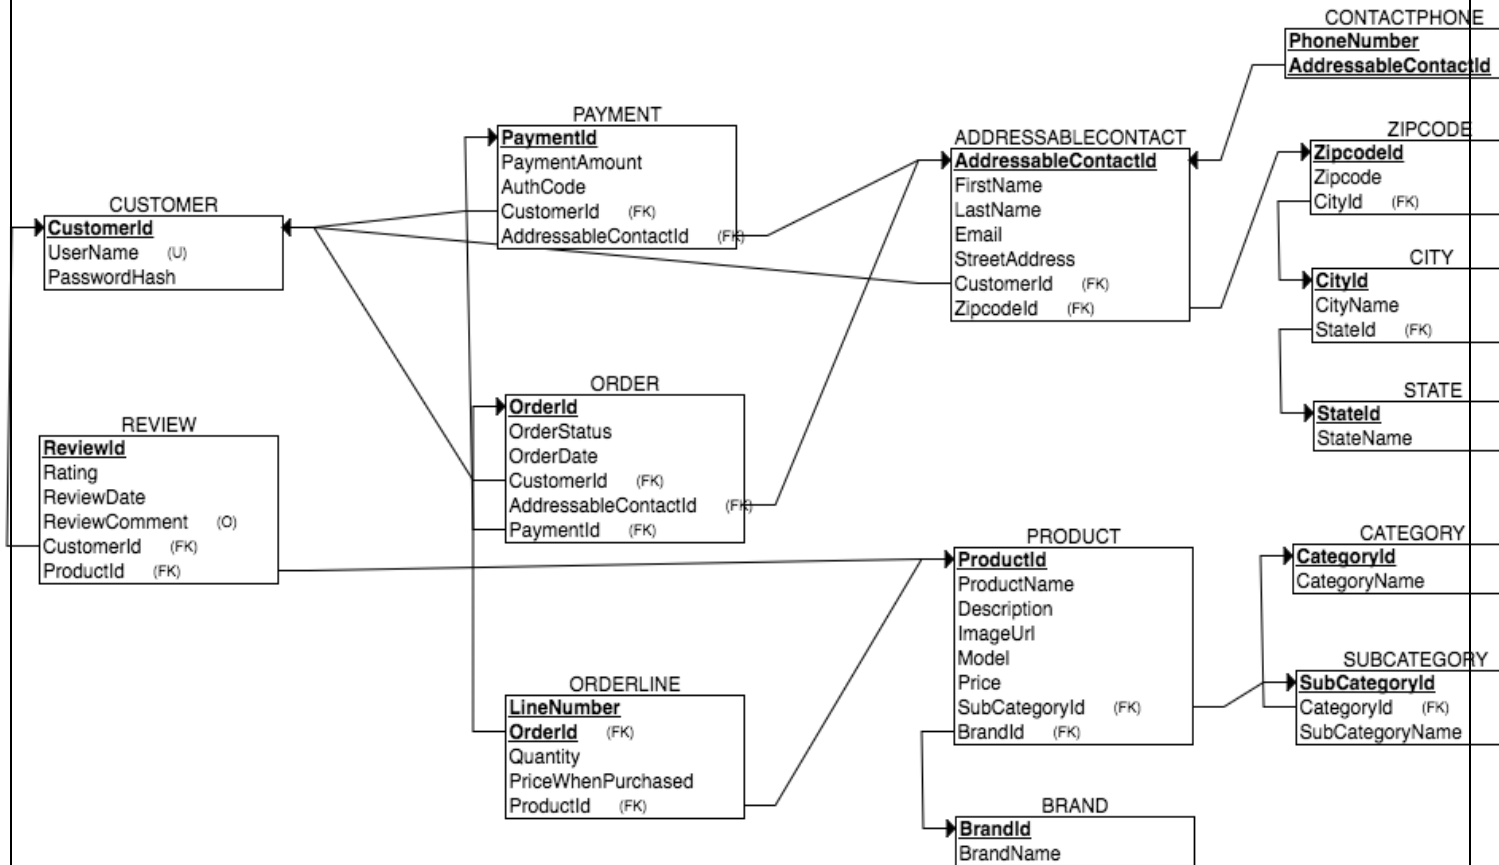 CONTACTPHONE
PhoneNumber
AddressableContactId
PAYMENT
PaymentId
PaymentAmount
AuthCode
CustomerId (FK)
AddressableContactId (FK)
ADDRESSABLECONTACT
AddressableContactId
FirstName
LastName
Email
StreetAddress
CustomerId (FK)
ZipcodeId (FK)
ZIPCODE
ZipcodeId
Zipcode
CityId (FK)
CUSTOMER
CustomerId
UserName (U)
PasswordHash
CITY
CityId
CityName
StateId (FK)
STATE
StateId
StateName
ORDER
OrderId
OrderStatus
OrderDate
CustomerId (FK)
AddressableContactId (FK)
PaymentId (FK)
REVIEW
ReviewId
Rating
ReviewDate
ReviewComment (O)
CustomerId (FK)
ProductId (FK)
PRODUCT
ProductId
ProductName
Description
ImageUrl
Model
Price
SubCategoryId (FK)
BrandId (FK)
CATEGORY
CategoryId
CategoryName
SUBCATEGORY
SubCategoryId
CategoryId (FK)
SubCategoryName
ORDERLINE
LineNumber
OrderId (FK)
Quantity
PriceWhenPurchased
ProductId (FK)
BRAND
BrandId
BrandName